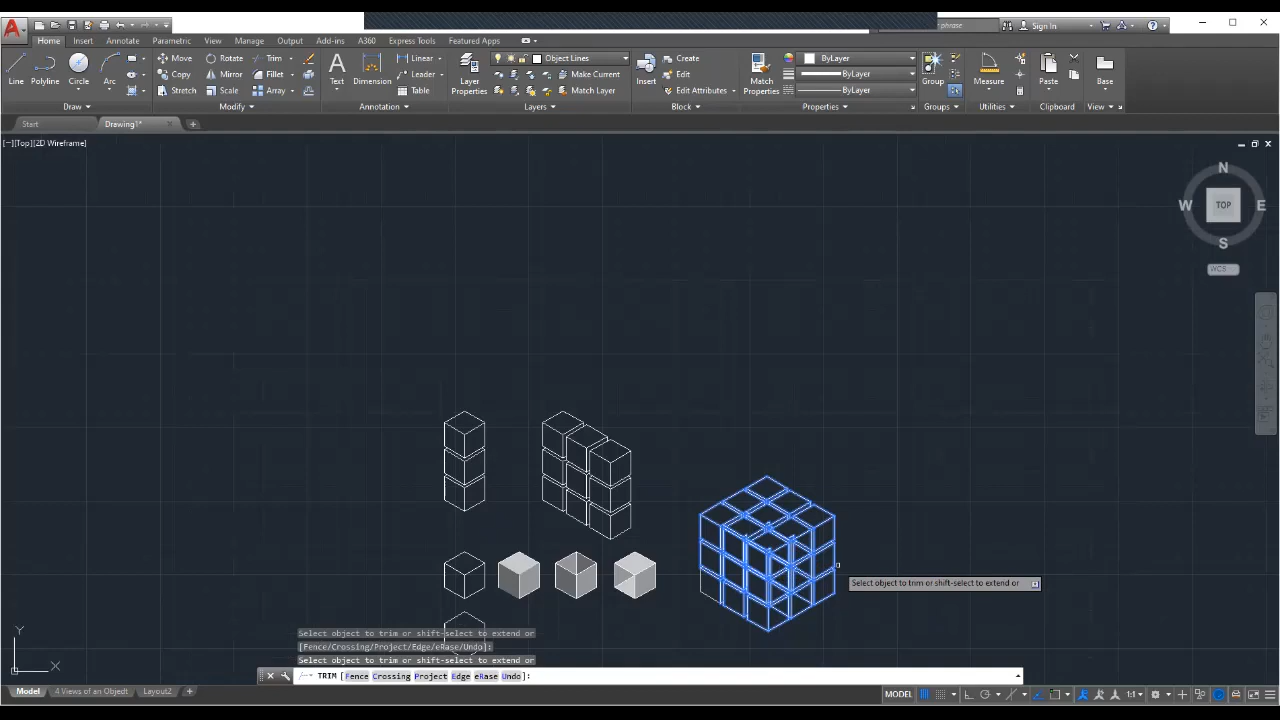 phrase
Sign In
Home Insert Annotate Parametric View Manage Output Add-ins A360 Express Tools Featured Apps
Line
Polyline
Circle
Arc
Draw
Move
Rotate
Trim
Copy
Mirror
Fillet
Stretch
Scale
Array
Modify
Text
Dimension
Linear
Leader
Table
Annotation
Layer
Properties
Object Lines
Make Current
Match Layer
Layers
Insert
Create
Edit
Edit Attributes
Block
Match
Properties
ByLayer
ByLayer
ByLayer
Properties
Group
Groups
Measure
Utilities
Paste
Clipboard
Base
View
Start
Drawing1*
[−][Top][2D Wireframe]
N
W
TOP
E
S
WCS
Select object to trim or shift-select to extend or
Select object to trim or shift-select to extend or
[Fence/Crossing/Project/Edge/eRase/Undo]:
Select object to trim or shift-select to extend or
Y
X
TRIM [Fence Crossing Project Edge eRase Undo]:
Model
4 Views of an Object
Layout2
MODEL
1:1